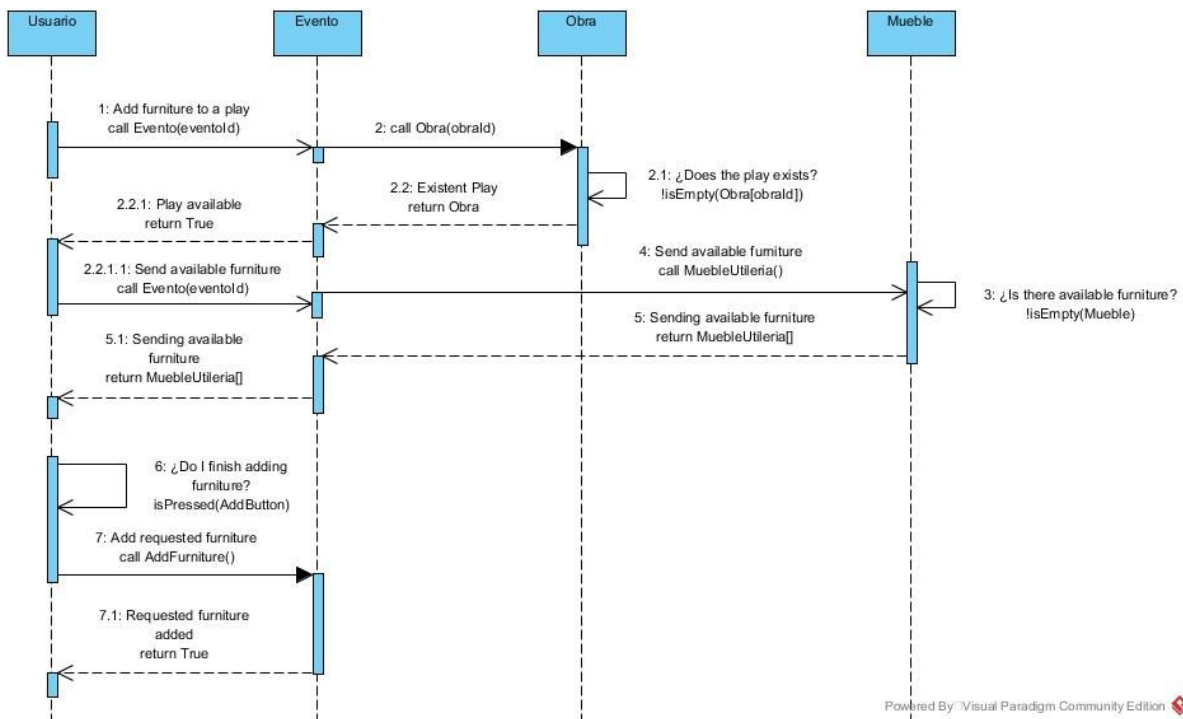 Usuario
Evento
Obra
Mueble
1: Add furniture to a play
call Evento(eventoId)
2: call Obra(obraId)
2.1: ¿Does the play exists?
!isEmpty(Obra[obraId])
2.2: Existent Play
return Obra
2.2.1: Play available
return True
4: Send available furniture
call MuebleUtileria()
2.2.1.1: Send available furniture
call Evento(eventoId)
3: ¿Is there available furniture?
!isEmpty(Mueble)
5: Sending available furniture
return MuebleUtileria[]
5.1: Sending available
furniture
return MuebleUtileria[]
6: ¿Do I finish adding
furniture?
isPressed(AddButton)
7: Add requested furniture
call AddFurniture()
7.1: Requested furniture
added
return True
Powered By Visual Paradigm Community Edition